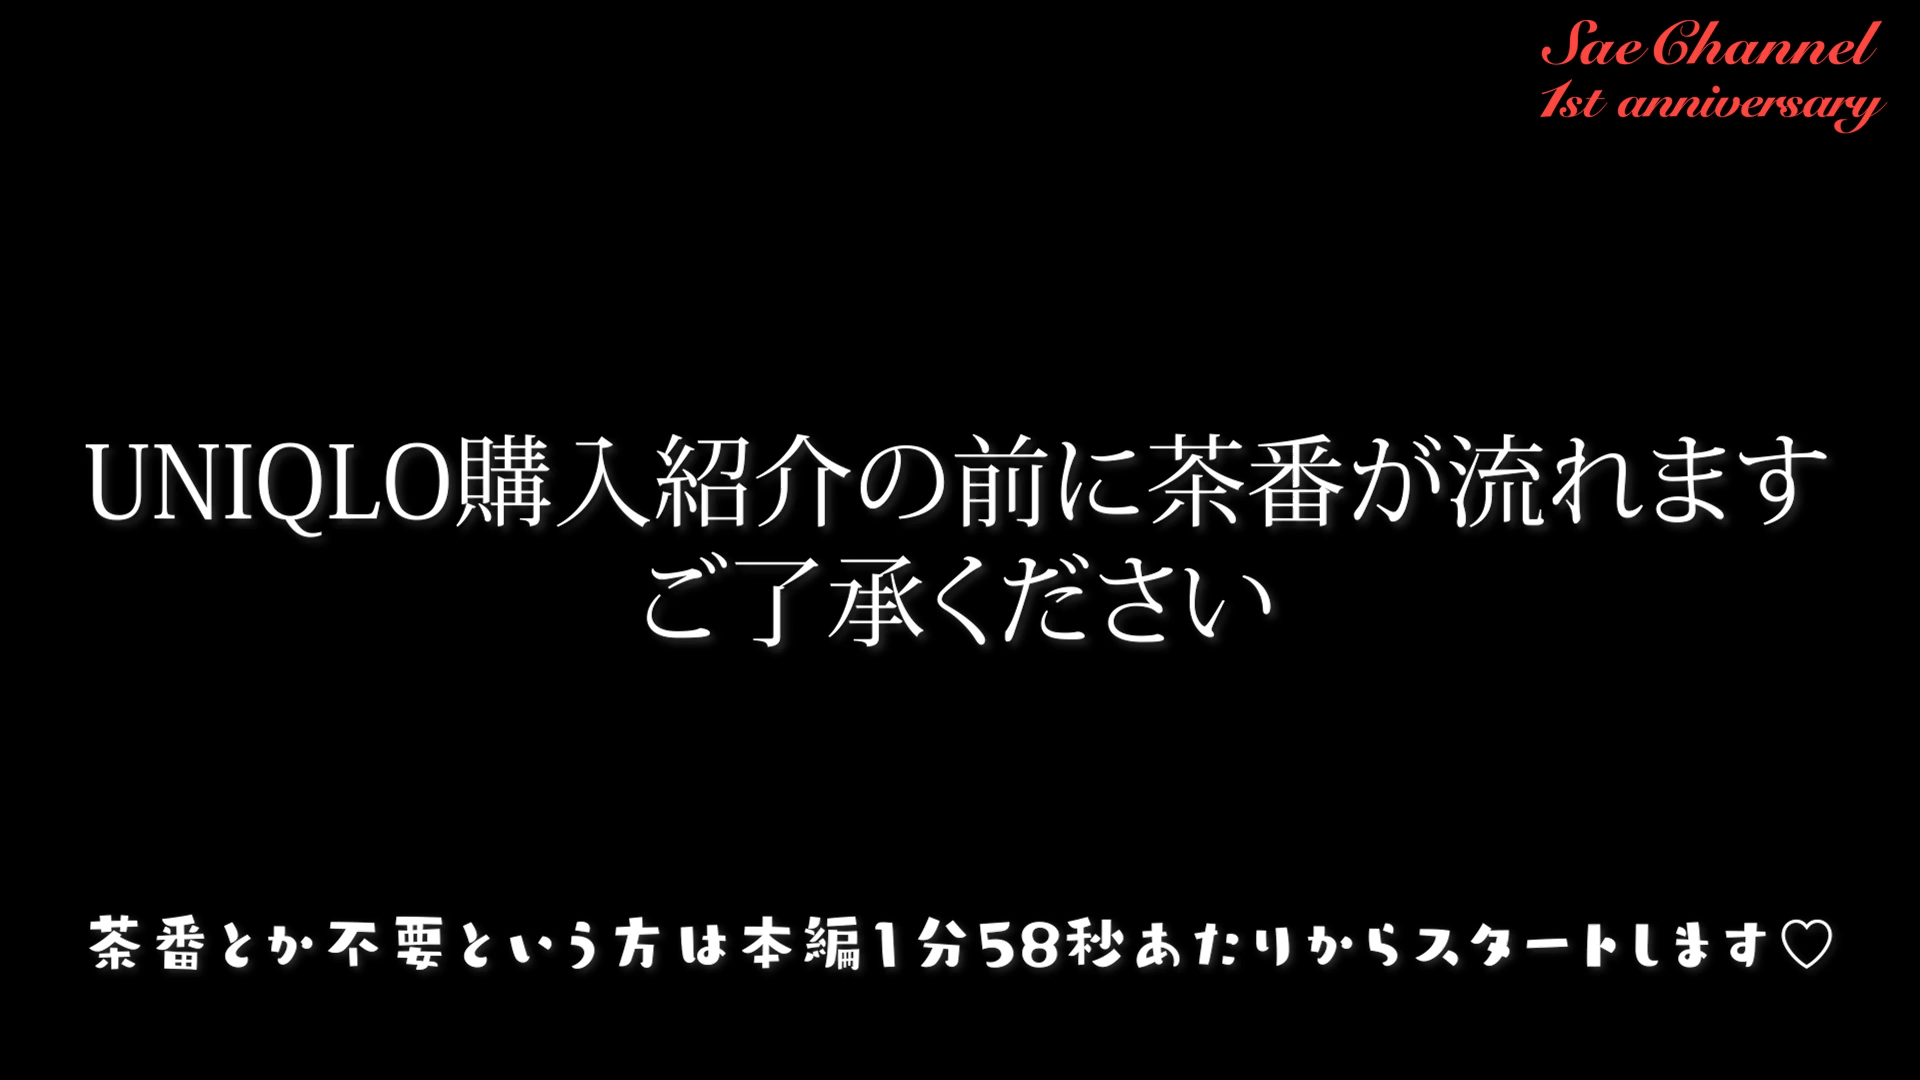 Sae Channel
1st anniversary
UNIQLO購入紹介の前に茶番が流れます
ご了承ください
茶番とか不要という方は本編1分58秒あたりからスタートします♡